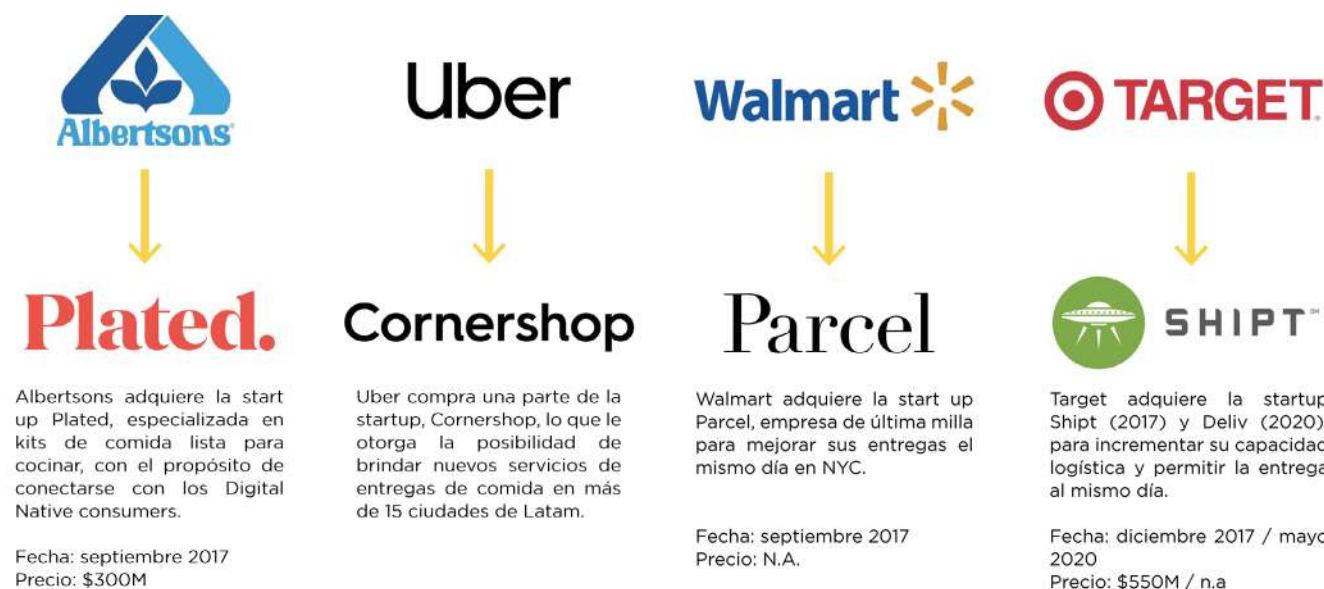 Albertsons
Uber
Walmart
TARGET
Plated.
Cornershop
Parcel
SHIPT
Albertsons adquiere la start
up Plated, especializada en
kits de comida lista para
cocinar, con el propósito de
conectarse con los Digital
Native consumers.
Fecha: septiembre 2017
Precio: $300M
Uber compra una parte de la
startup, Cornershop, lo que le
otorga la posibilidad de
brindar nuevos servicios de
entregas de comida en más
de 15 ciudades de Latam.
Walmart adquiere la start up
Parcel, empresa de última milla
para mejorar sus entregas el
mismo día en NYC.
Fecha: septiembre 2017
Precio: N.A.
Target adquiere la startup
Shipt (2017) y Deliv (2020)
para incrementar su capacidad
logística y permitir la entrega
al mismo día.
Fecha: diciembre 2017 / mayo
2020
Precio: $550M / n.a